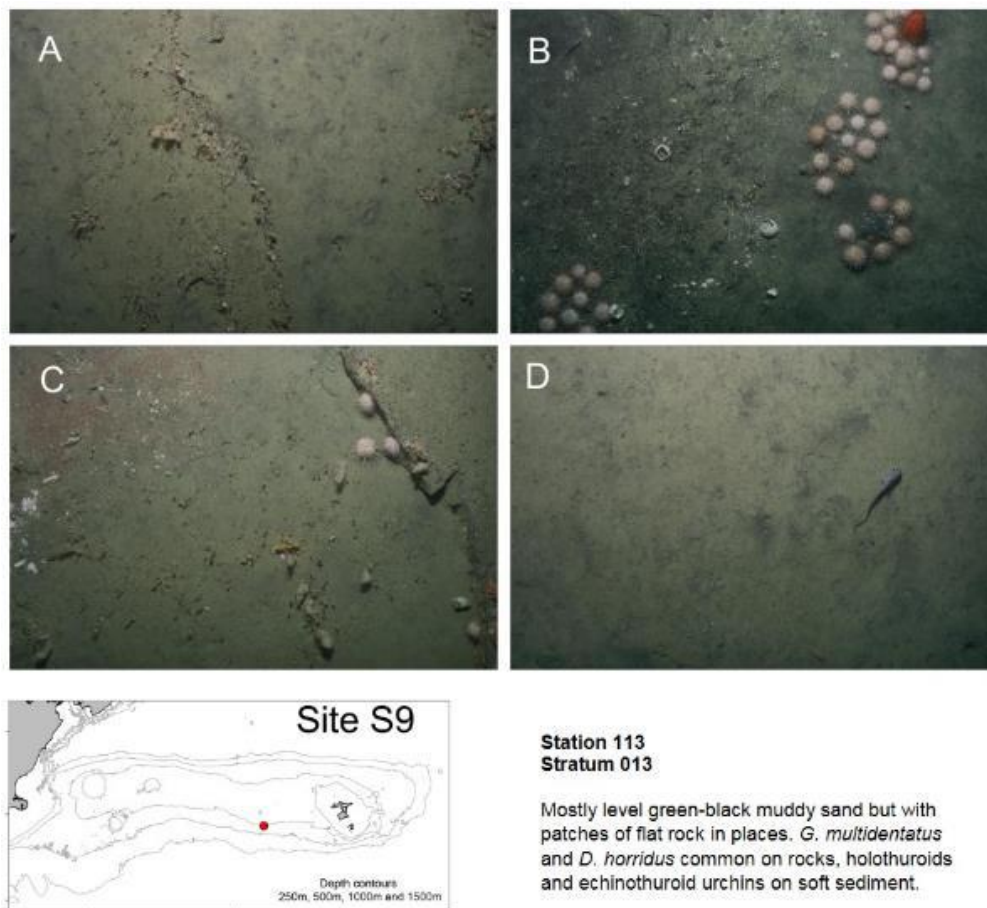 A
B
C
D
Site S9
Depth contours
250m, 500m, 1000m and 1500m
Station 113
Stratum 013
Mostly level green-black muddy sand but with
patches of flat rock in places. G. multidentatus
and D. horridus common on rocks, holothuroids
and echinothuroid urchins on soft sediment.